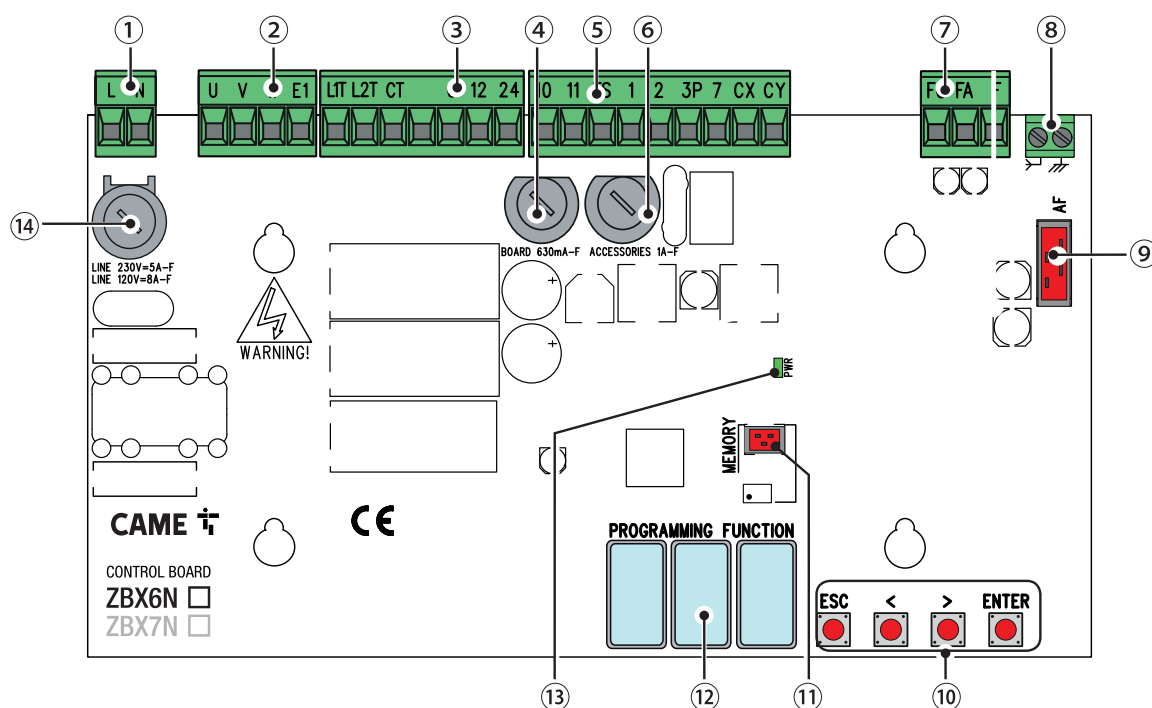 1 2 3 4 5 6 7 8
L N
U V E1
L1T L2T CT 12 24
10 11 TS 1 2 3P 7 CX CY
F FA F
AF
14
9
LINE 230V=5A-F
LINE 120V=8A-F
BOARD 630mA-F
ACCESSORIES 1A-F
WARNING!
PWR
MEMORY
CAME
CE
PROGRAMMING FUNCTION
CONTROL BOARD
ZBX6N
ZBX7N
ESC < > ENTER
13 12 11 10